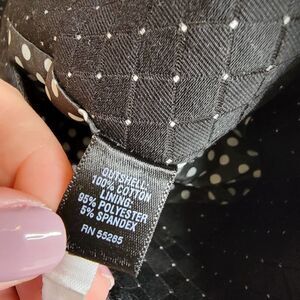 OUTSHELL:
100% COTTON
LINING:
95% POLYESTER
5% SPANDEX
RN 55285